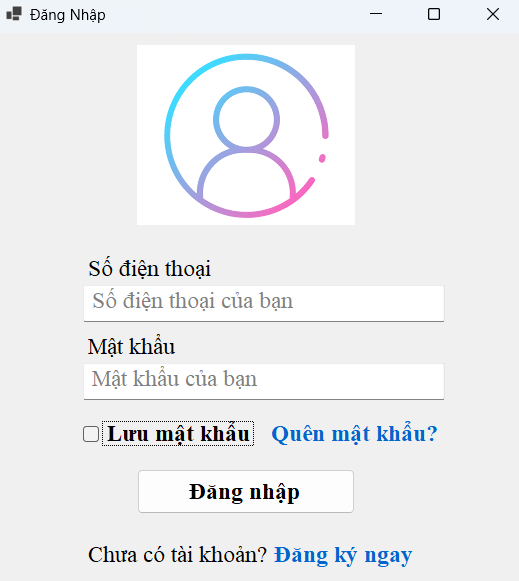 Đăng Nhập
Số điện thoại
Số điện thoại của bạn
Mật khẩu
Mật khẩu của bạn
Lưu mật khẩu Quên mật khẩu?
Đăng nhập
Chưa có tài khoản? Đăng ký ngay